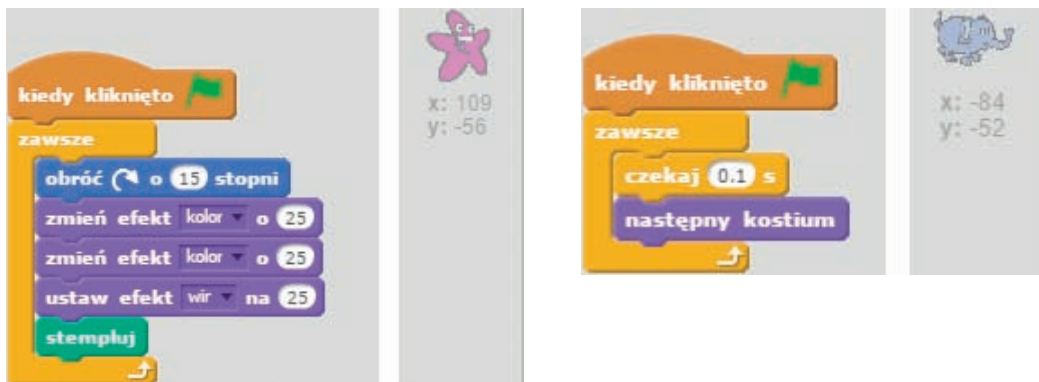 kiedy kliknięto
zawsze
obróć o 15 stopni
zmień efekt kolor o 25
zmień efekt kolor o 25
ustaw efekt wir na 25
stempluj
x: 109
y: -56
kiedy kliknięto
zawsze
czekaj 0.1 s
następny kostium
x: -84
y: -52